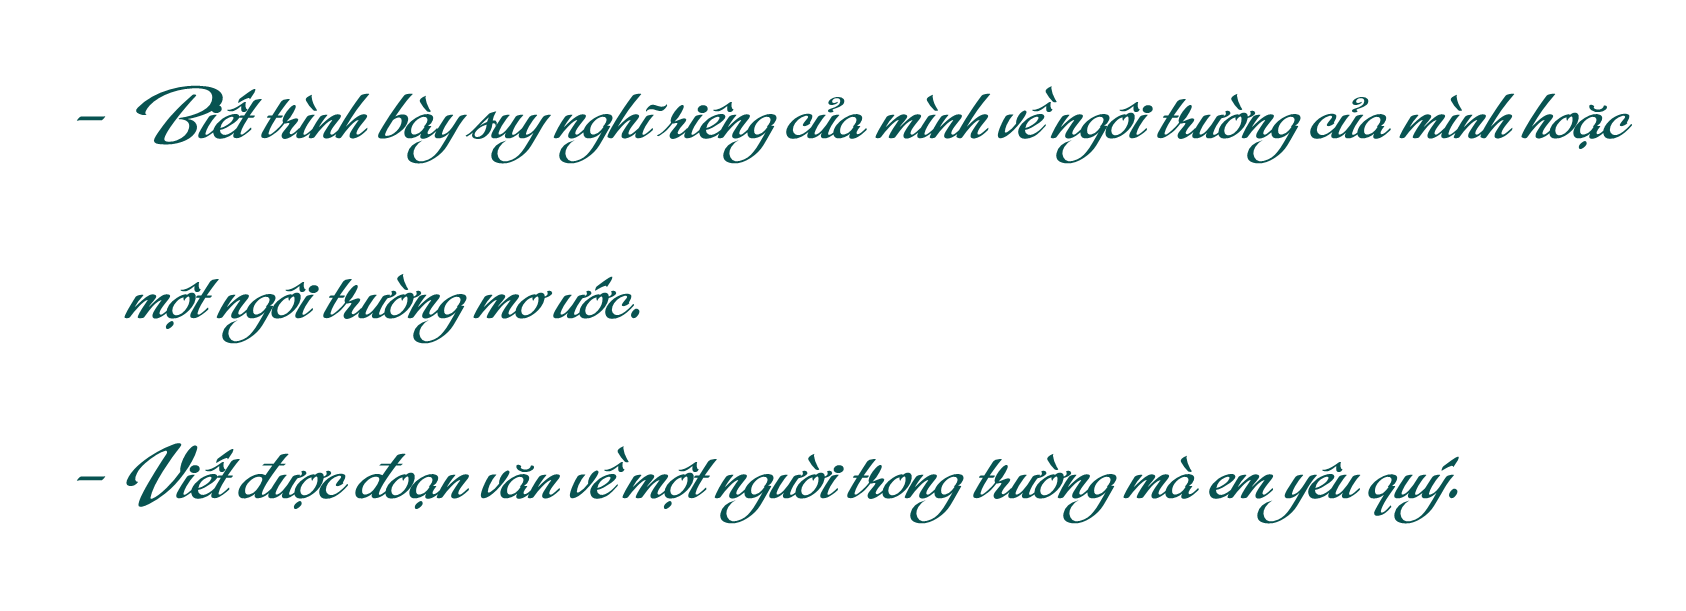 - Biết trình bày suy nghĩ riêng của mình về ngôi trường của mình hoặc
một ngôi trường mơ ước.
- Viết được đoạn văn về một người trong trường mà em yêu quý.